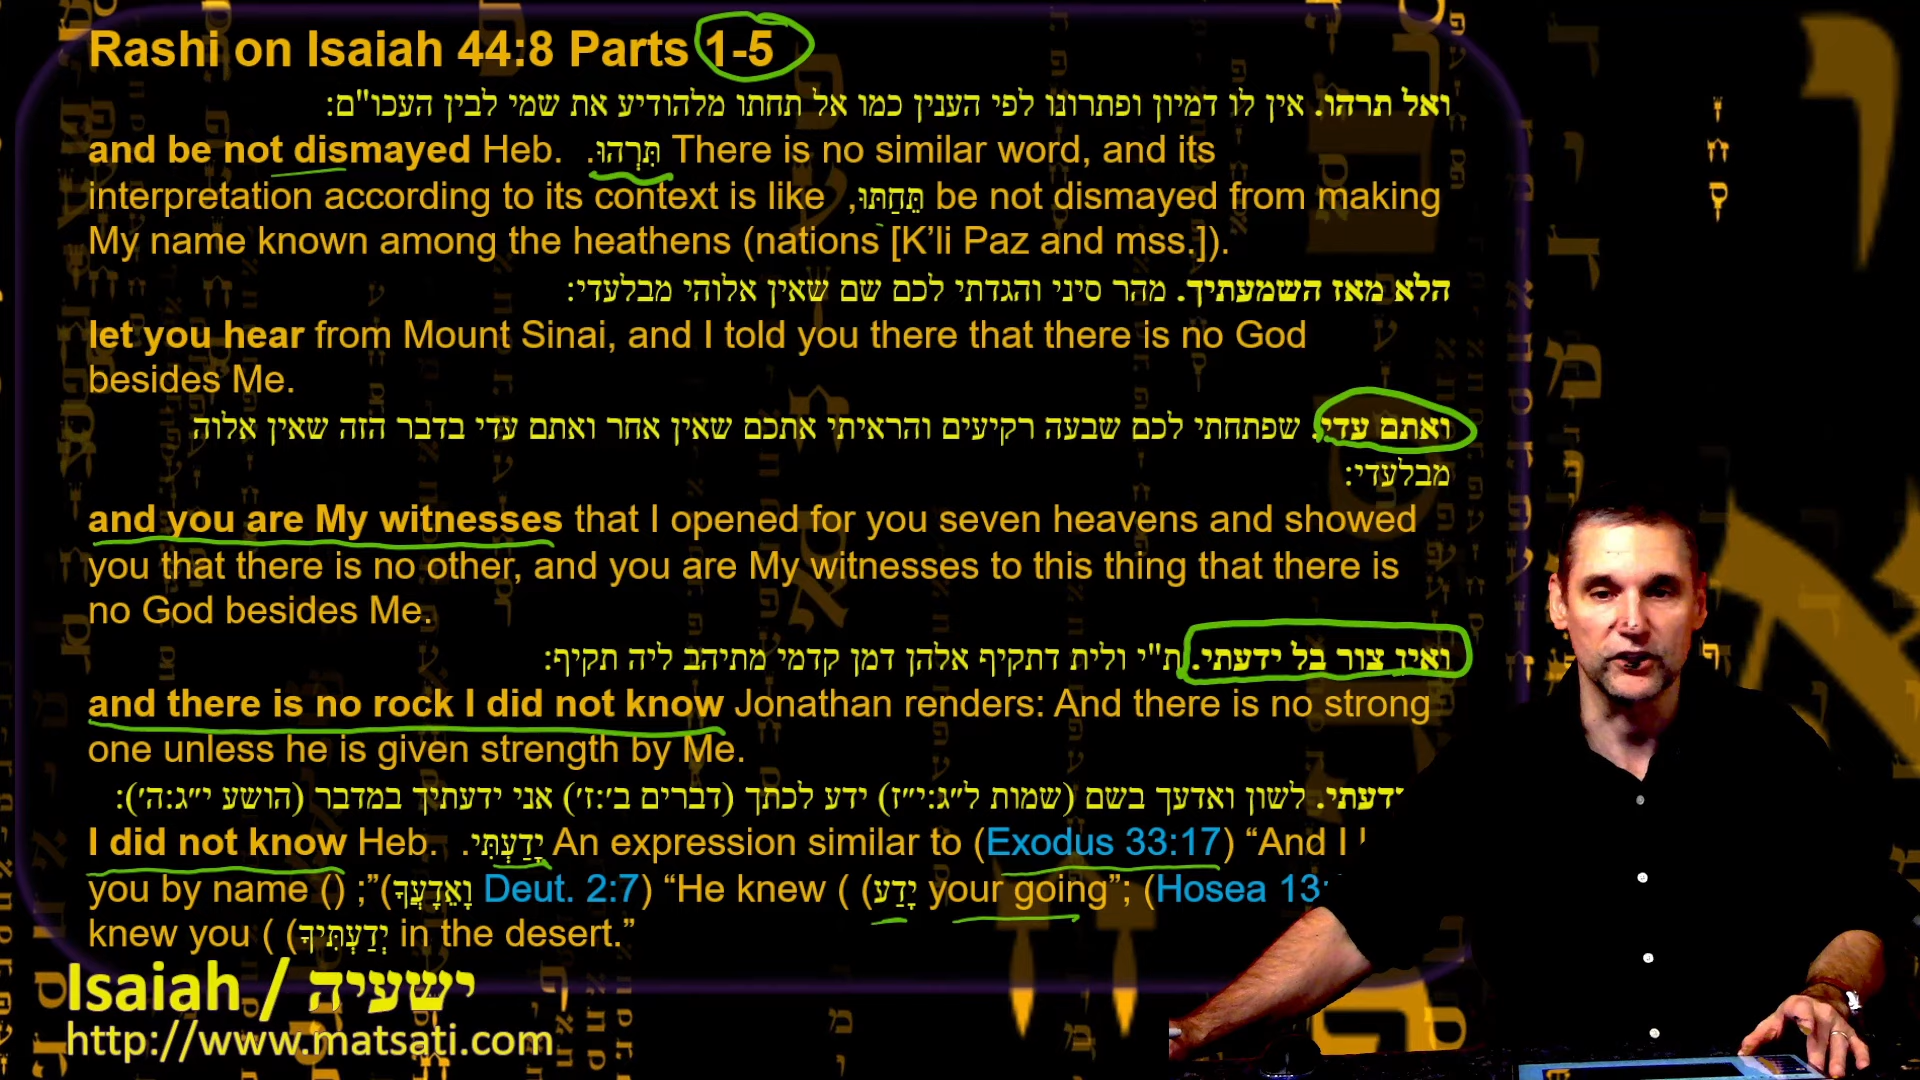 Rashi on Isaiah 44:8 Parts 1-5
ואל תרהו. אין לו דמיון ופתרונו לפי הענין כמו אל תחתו מלהודיע את שמי לבין העכו"ם:
and be not dismayed Heb. תִּרְהוּ. There is no similar word, and its
interpretation according to its context is like תֵּחַתּוּ, be not dismayed from making
My name known among the heathens (nations [K’li Paz and mss.]).
הלא מאז השמעתיך. מהר סיני והגדתי לכם שם שאין אלוהי מבלעדי:
let you hear from Mount Sinai, and I told you there that there is no God
besides Me.
ואתם עדי. שפתחתי לכם שבעה רקיעים והראיתי אתכם שאין אחר ואתם עדי בדבר הזה שאין אלוה
מבלעדי:
and you are My witnesses that I opened for you seven heavens and showed
you that there is no other, and you are My witnesses to this thing that there is
no God besides Me.
ואין צור בל ידעתי. ת"י ולית דתקיף אלהן דמן קדמי מתיהב ליה תקיף:
and there is no rock I did not know Jonathan renders: And there is no strong
one unless he is given strength by Me.
לשון ואדעך בשם (שמות ל״ג:י״ז) ידע לכתך (דברים ב׳:ז׳) אני ידעתיך במדבר (הושע י״ג:ה׳):
I did not know Heb. יָדַעְתִּי. An expression similar to (Exodus 33:17) “And I
you by name () ;”(וָאֵדָעֲךָ Deut. 2:7) “He knew ( (יָדַע your going”; (Hosea 13:
knew you ( (יְדַעְתִּיךָ in the desert.”
Isaiah / ישעיה
http://www.matsati.com